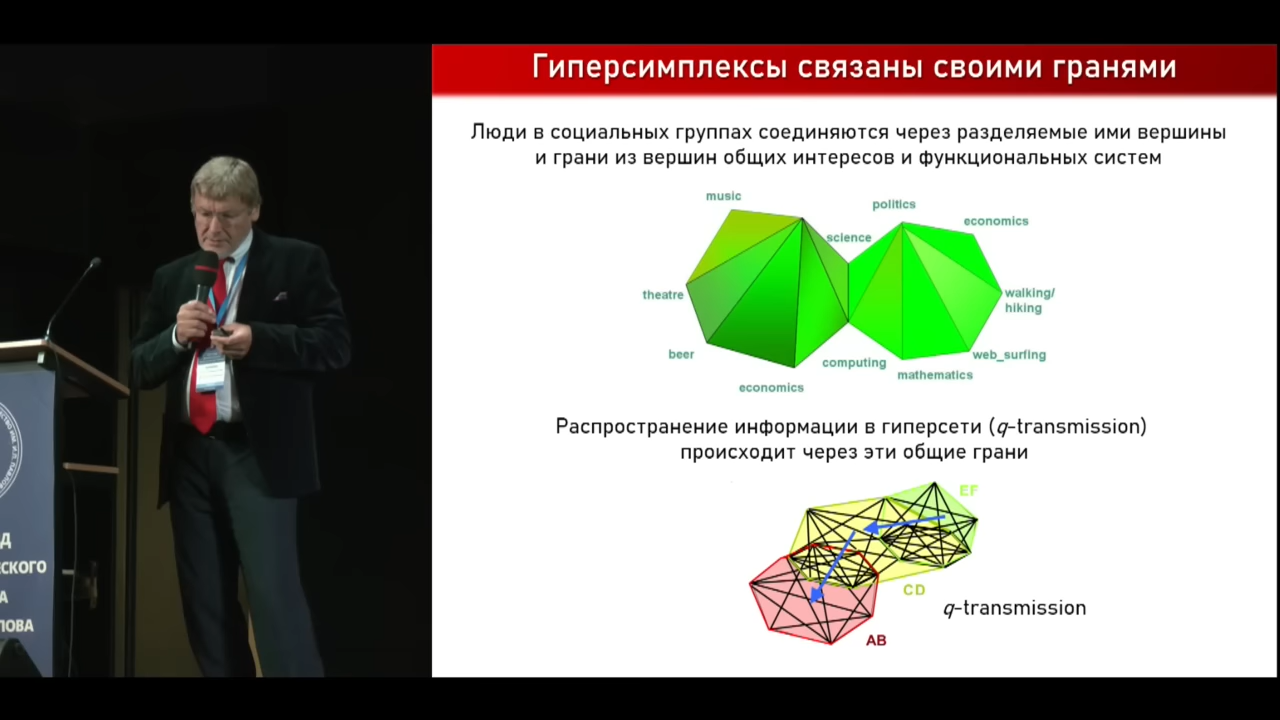 Гиперсимплексы связаны своими гранями
Люди в социальных группах соединяются через разделяемые ими вершины
и грани из вершин общих интересов и функциональных систем
music
politics
economics
science
theatre
walking/
hiking
beer
computing
web_surfing
mathematics
economics
Распространение информации в гиперсети (q-transmission)
происходит через эти общие грани
EF
CD
q-transmission
AB
Д
ЕСКОГО
А
ЛОВА